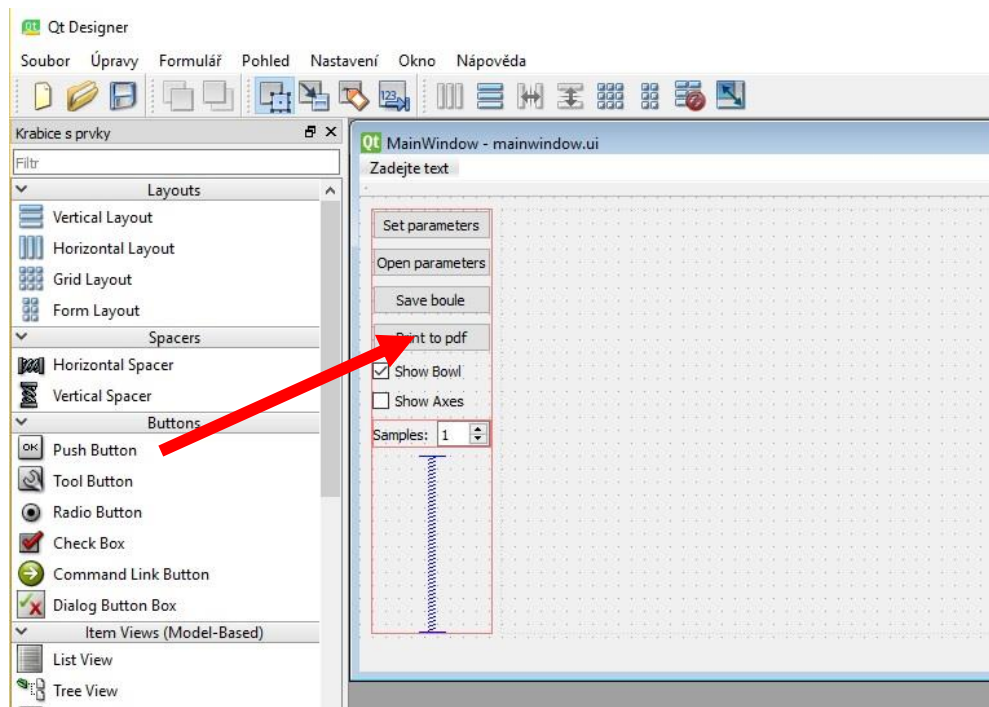 Qt Designer
Soubor Úpravy Formulář Pohled Nastavení Okno Nápověda
Krabice s prvky
Filtr
Layouts
Vertical Layout
Horizontal Layout
Grid Layout
Form Layout
Spacers
Horizontal Spacer
Vertical Spacer
Buttons
Push Button
Tool Button
Radio Button
Check Box
Command Link Button
Dialog Button Box
Item Views (Model-Based)
List View
Tree View
MainWindow - mainwindow.ui
Zadejte text
Set parameters
Open parameters
Save boule
Print to pdf
Show Bowl
Show Axes
Samples: 1